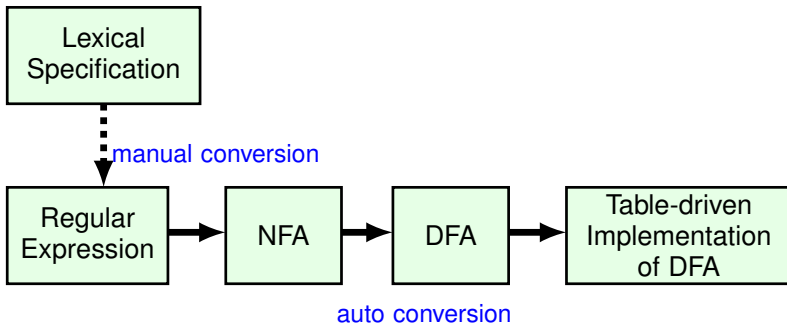 Lexical
Specification
manual conversion
Regular
Expression
NFA
DFA
Table-driven
Implementation
of DFA
auto conversion